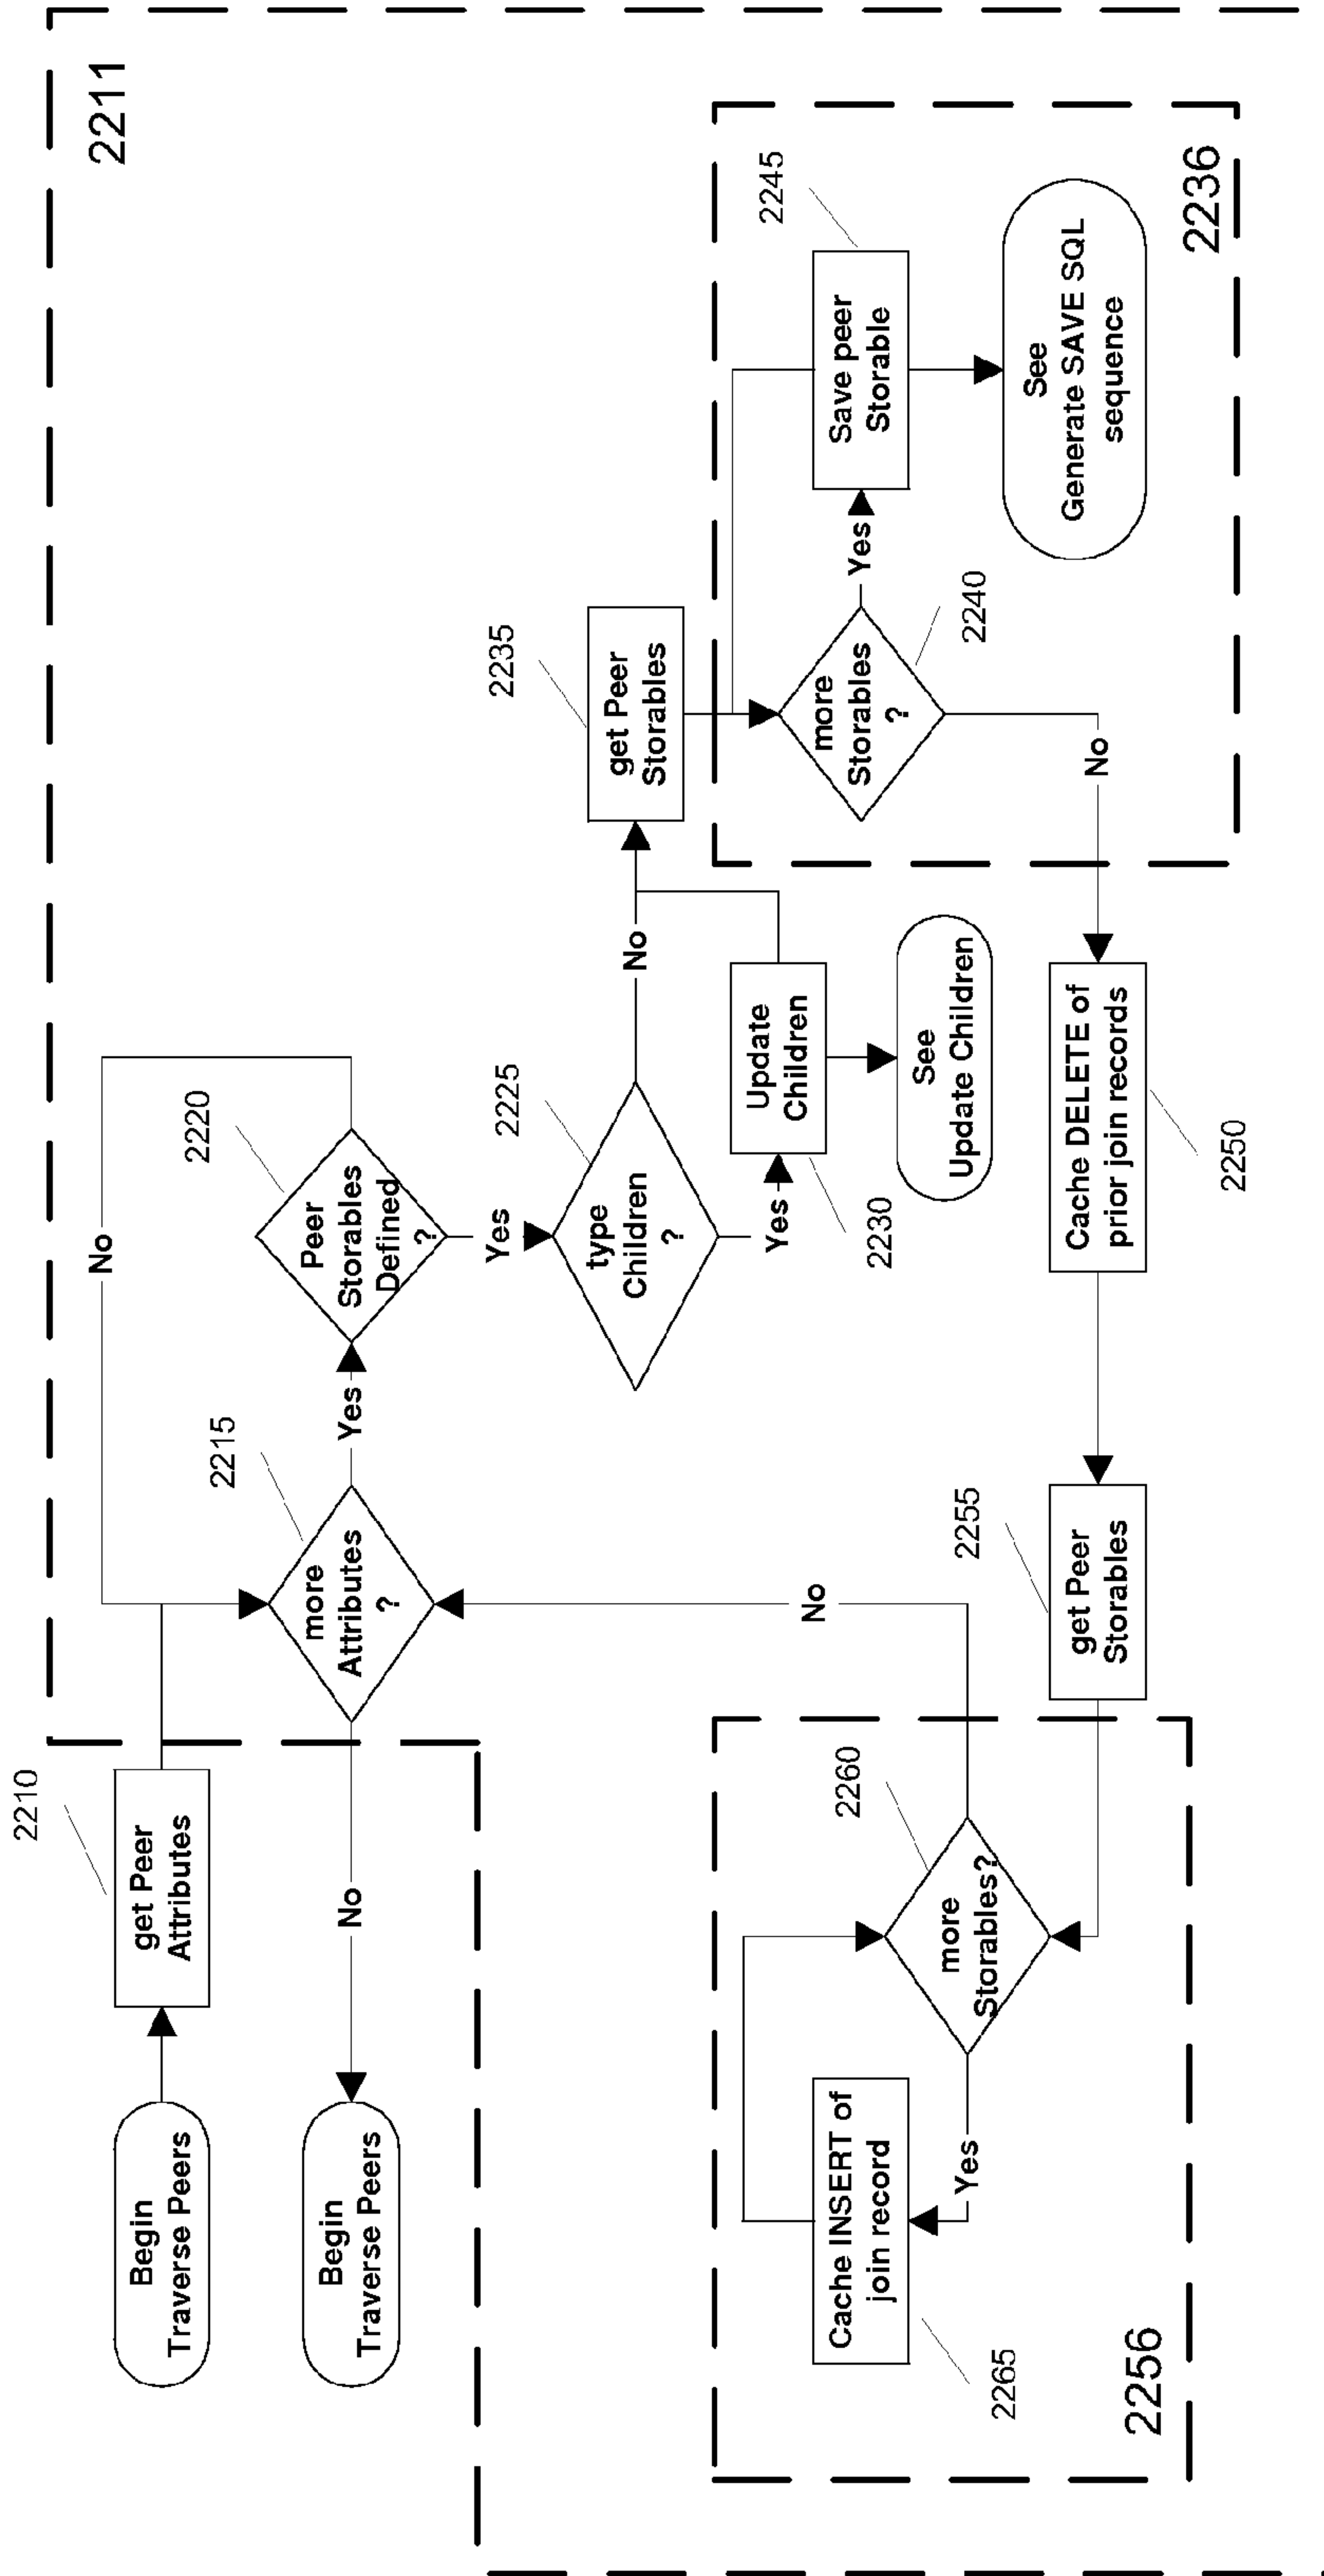 2211
2210
Begin
Traverse Peers
get Peer
Attributes
No
Begin
Traverse Peers
No
2215
more
Attributes
?
Yes
2220
Peer
Storables
Defined
?
Yes
2225
type
Children
?
No
Yes
2230
Update
Children
See
Update Children
2235
get Peer
Storables
2236
2240
more
Storables
?
Yes
2245
Save peer
Storable
See
Generate SAVE SQL
sequence
No
2250
Cache DELETE of
prior join records
2255
get Peer
Storables
2256
2260
more
Storables?
No
Yes
2265
Cache INSERT of
join record